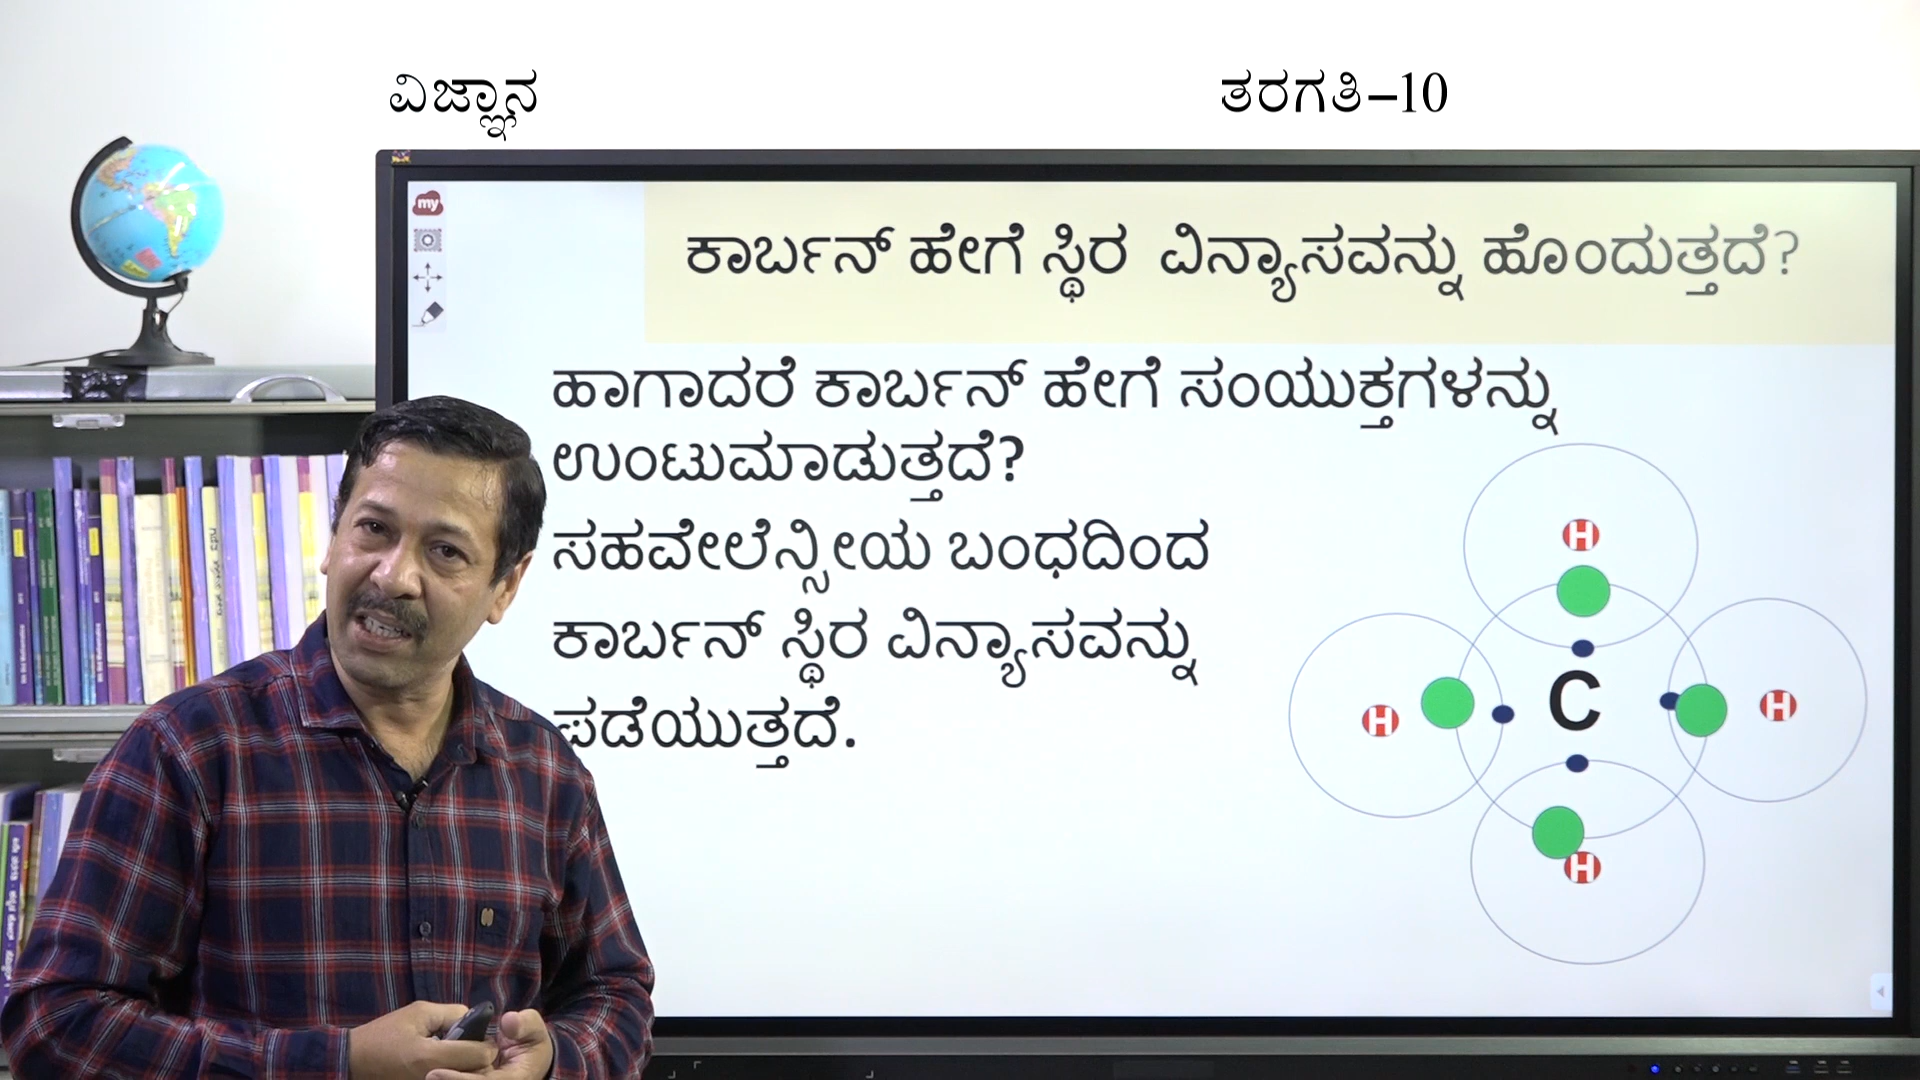 ವಿಜ್ಞಾನ
ತರಗತಿ–10
my
ಕಾರ್ಬನ್ ಹೇಗೆ ಸ್ಥಿರ ವಿನ್ಯಾಸವನ್ನು ಹೊಂದುತ್ತದೆ?
ಹಾಗಾದರೆ ಕಾರ್ಬನ್ ಹೇಗೆ ಸಂಯುಕ್ತಗಳನ್ನು
ಉಂಟುಮಾಡುತ್ತದೆ?
ಸಹವೇಲೆನ್ಸೀಯ ಬಂಧದಿಂದ
ಕಾರ್ಬನ್ ಸ್ಥಿರ ವಿನ್ಯಾಸವನ್ನು
ಪಡೆಯುತ್ತದೆ.
H
H
C
H
H